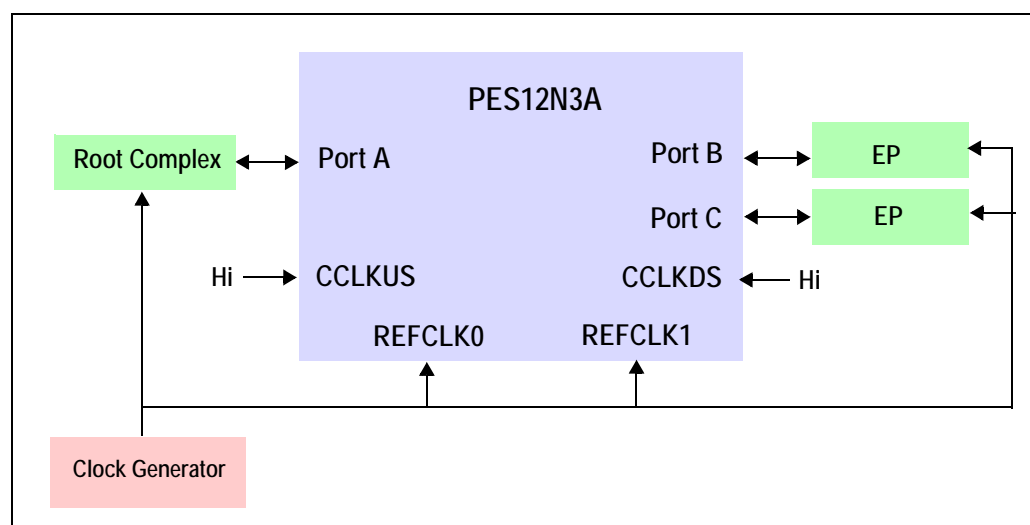 PES12N3A
Root Complex
Port A
Port B
EP
Port C
EP
Hi
CCLKUS
CCLKDS
Hi
REFCLK0
REFCLK1
Clock Generator